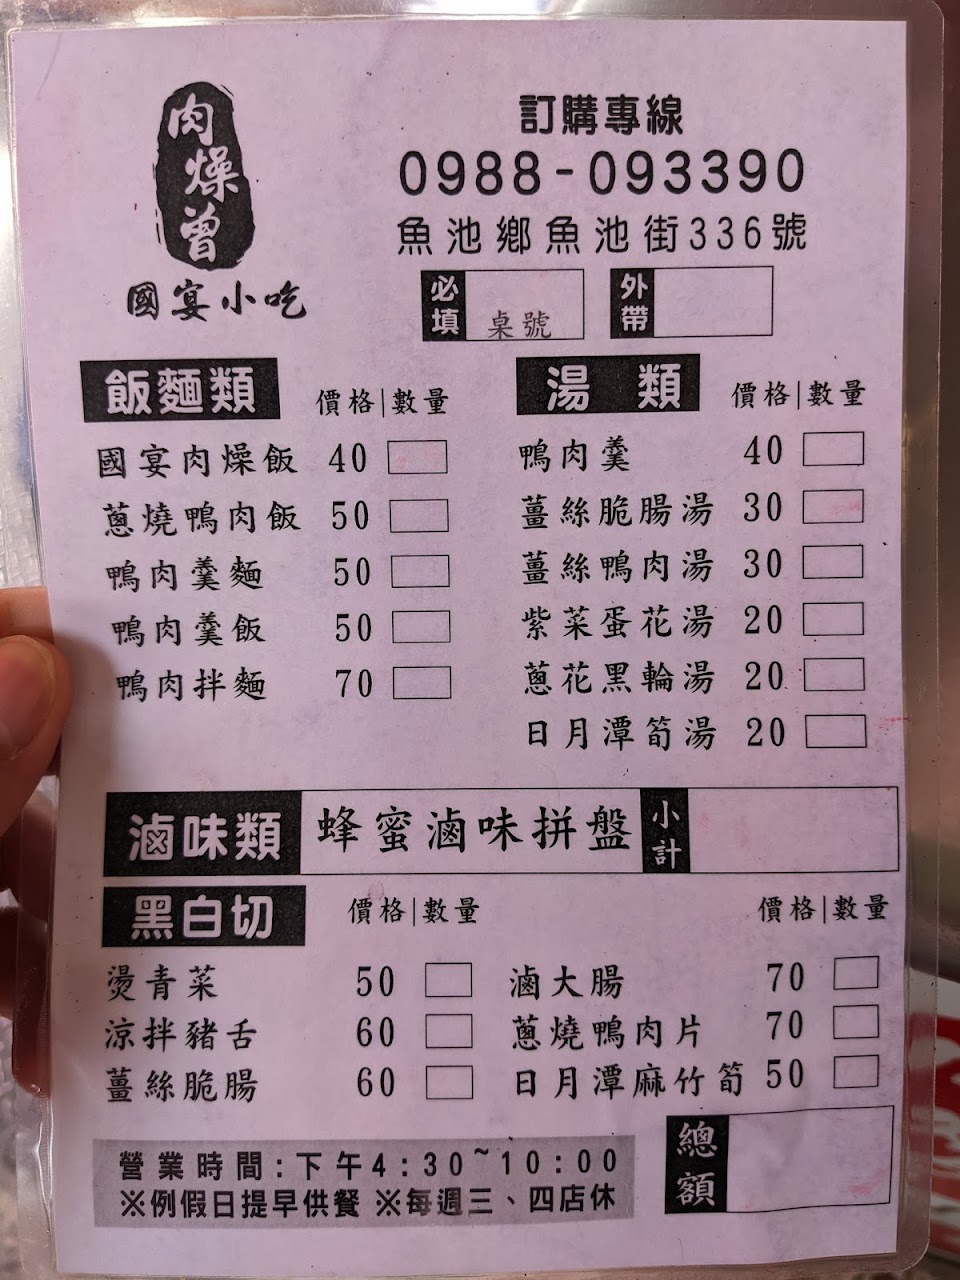 肉燥曾
國宴小吃
訂購專線
0988-093390
魚池鄉魚池街336號
必填 桌號 外帶
飯麵類 價格|數量
國宴肉燥飯 40
蔥燒鴨肉飯 50
鴨肉羹麵 50
鴨肉羹飯 50
鴨肉拌麵 70
湯類 價格|數量
鴨肉羹 40
薑絲脆腸湯 30
薑絲鴨肉湯 30
紫菜蛋花湯 20
蔥花黑輪湯 20
日月潭筍湯 20
滷味類 蜂蜜滷味拼盤 小計
黑白切 價格|數量 價格|數量
燙青菜 50 滷大腸 70
涼拌豬舌 60 蔥燒鴨肉片 70
薑絲脆腸 60 日月潭麻竹筍 50
總額
營業時間:下午4:30~10:00
※例假日提早供餐 ※每週三、四店休